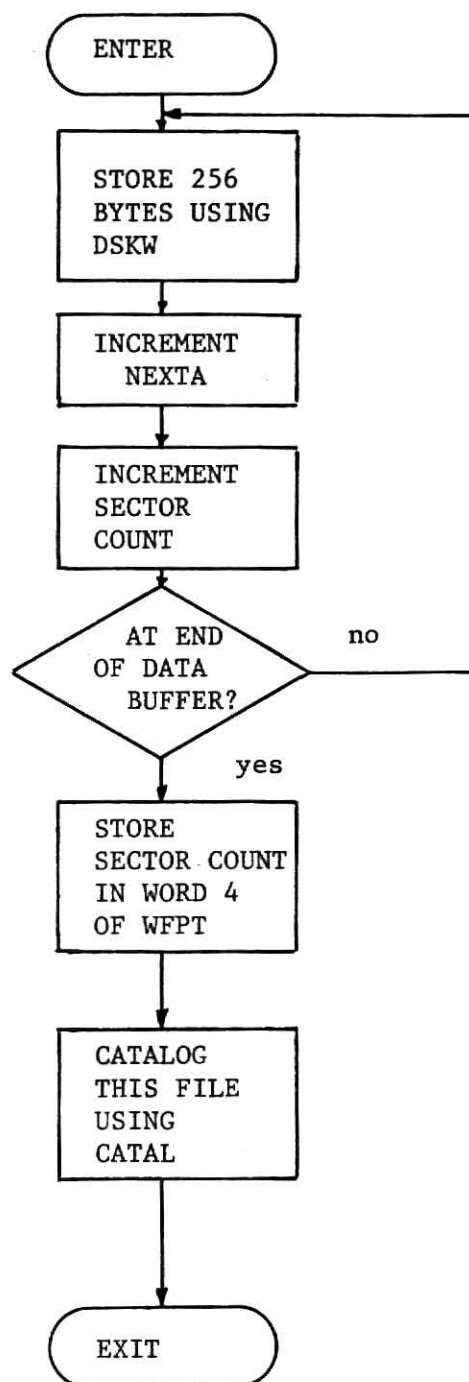 ENTER
STORE 256
BYTES USING
DSKW
INCREMENT
NEXTA
INCREMENT
SECTOR
COUNT
AT END
OF DATA
BUFFER?
no
yes
STORE
SECTOR COUNT
IN WORD 4
OF WFPT
CATALOG
THIS FILE
USING
CATAL
EXIT